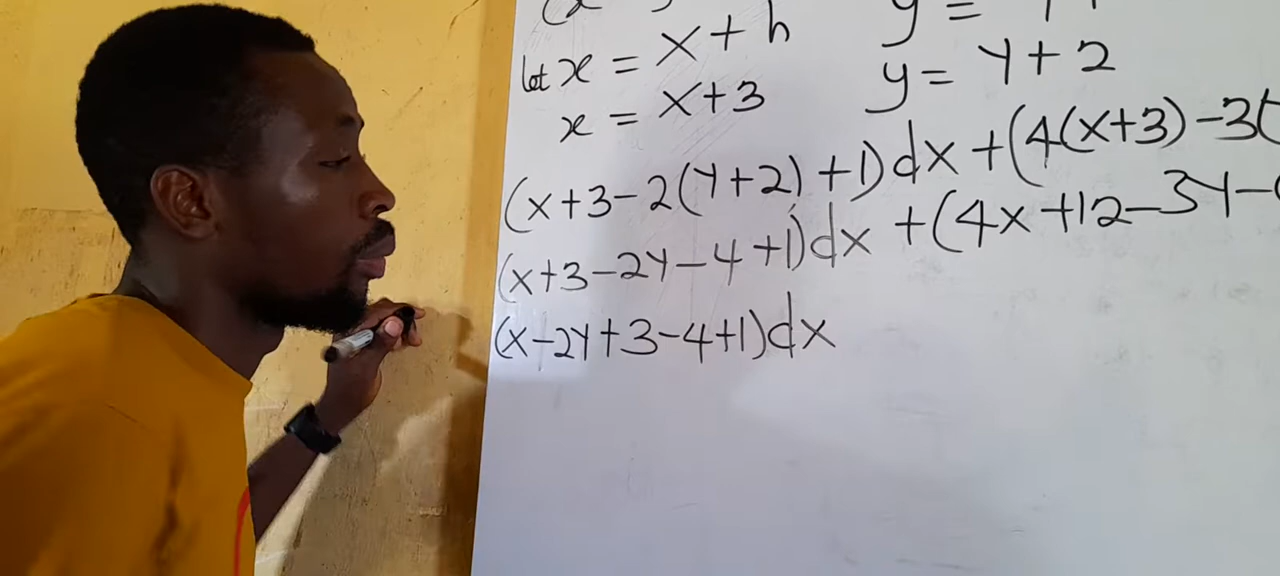 let x = X + h
y = Y + 2
x = X + 3
(X+3-2(Y+2)+1)dX + (4(X+3)-3(
(X+3-2Y-4+1)dX + (4X+12-3Y-
(X-2Y+3-4+1)dX